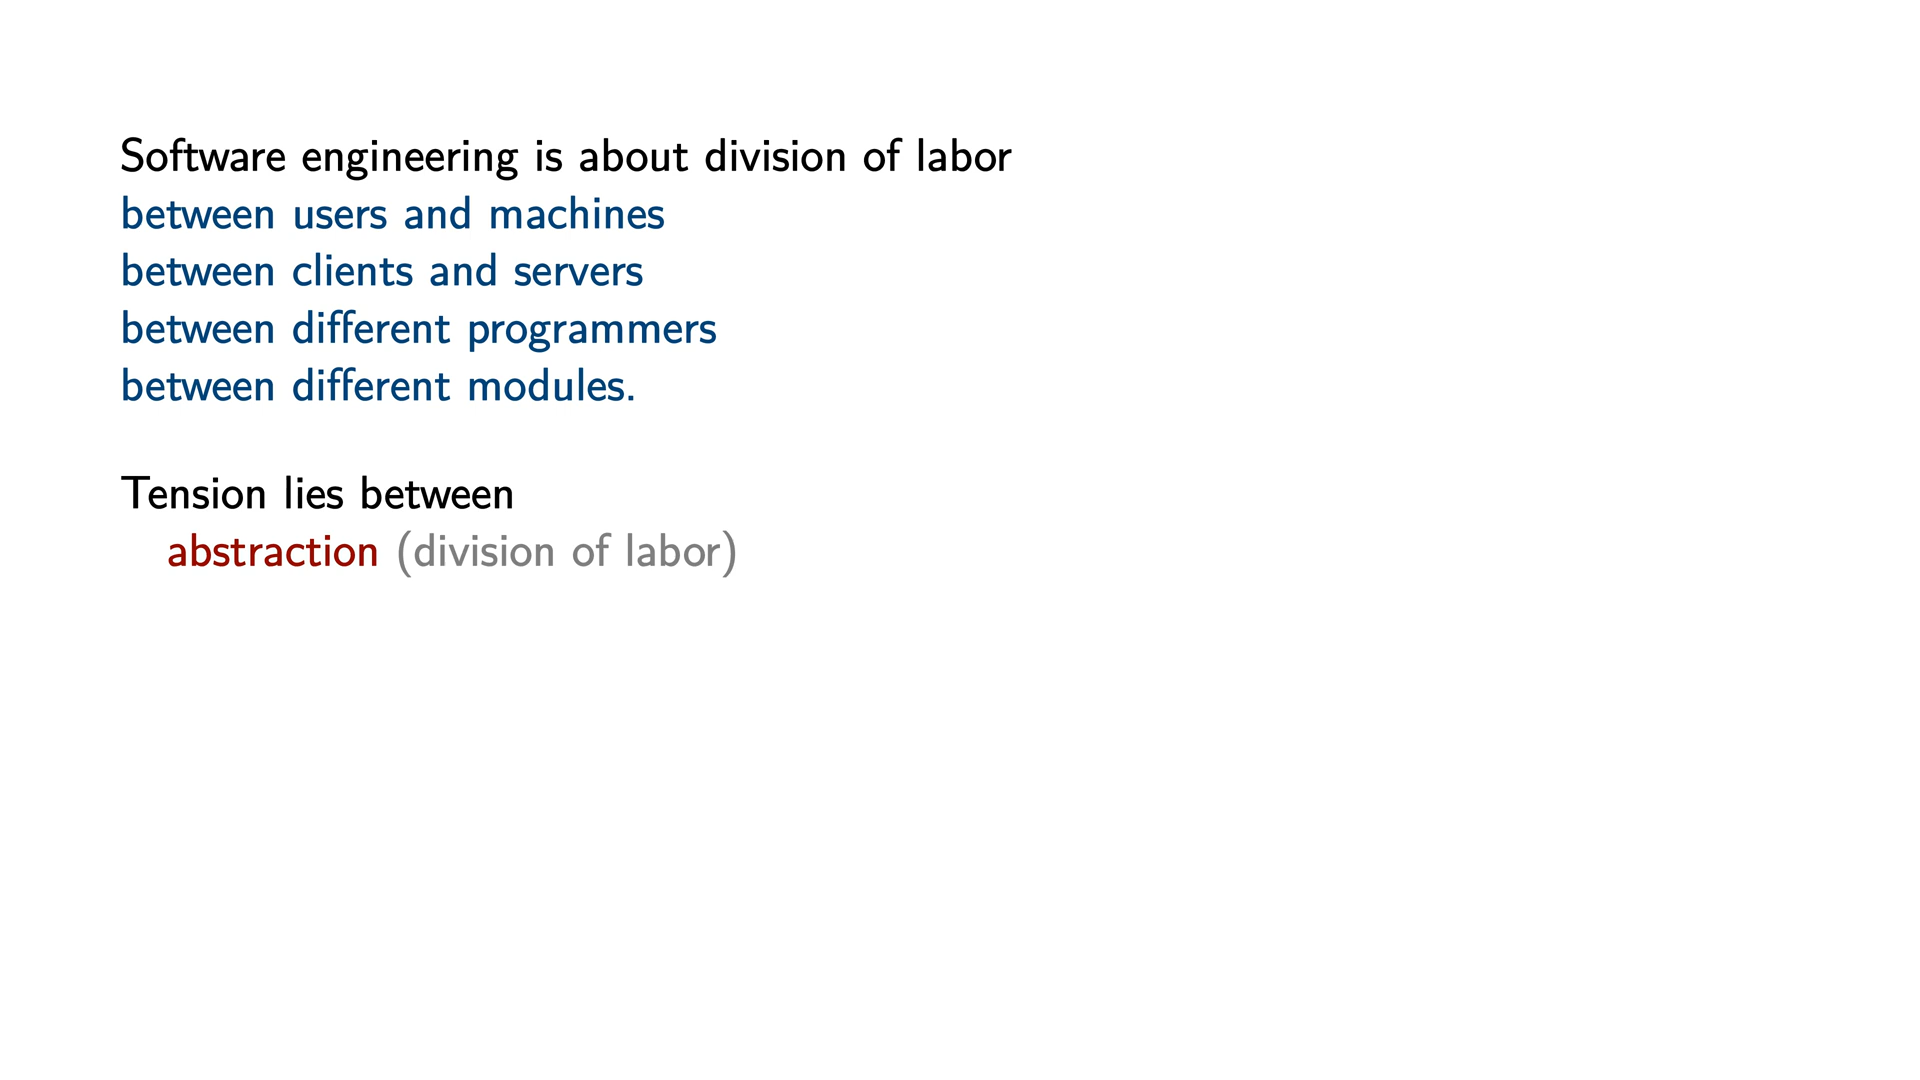 Software engineering is about division of labor
between users and machines
between clients and servers
between different programmers
between different modules.
Tension lies between
abstraction (division of labor)